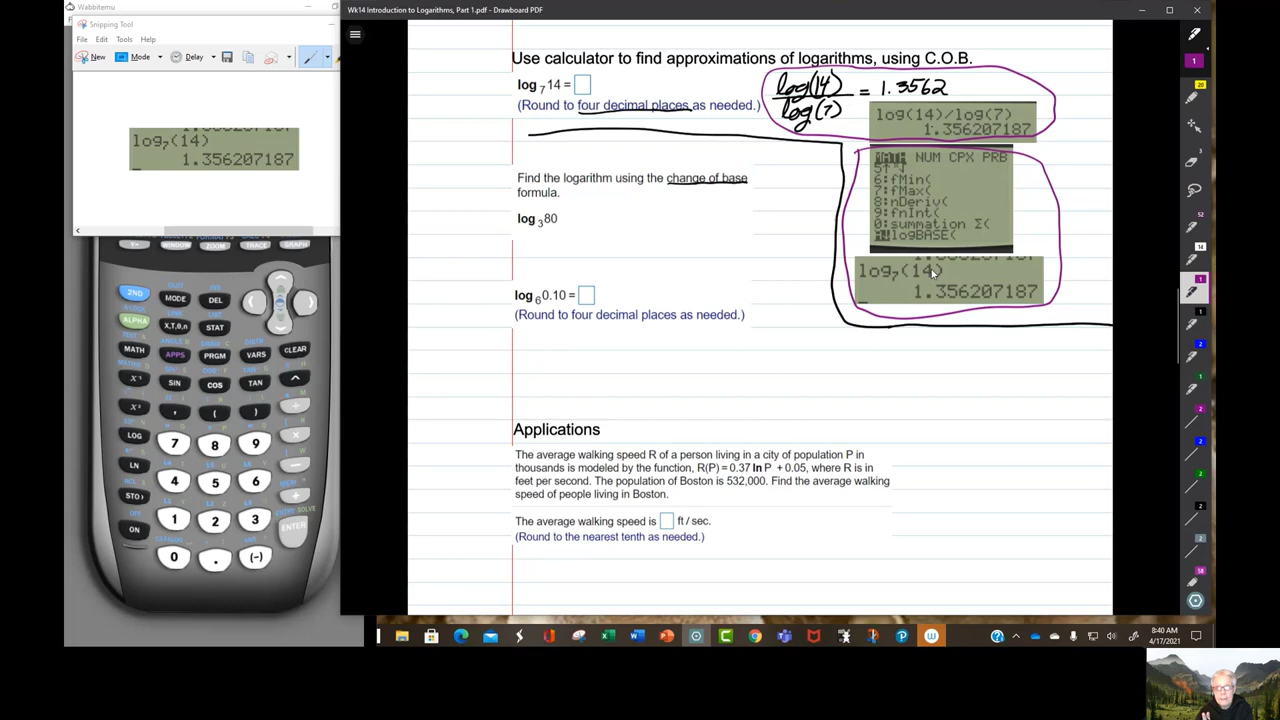 Wabbitemu
Snipping Tool
File Edit Tools Help
New Mode Delay
log₇(14)
1.356207187
WINDOW ZOOM TRACE GRAPH
2ND MODE DEL
ALPHA X,T,θ,n STAT
MATH APPS PRGM VARS CLEAR
SIN COS TAN
, ( )
LOG 7 8 9
LN 4 5 6
STO 1 2 3
ON 0 . (-) ENTER
Wk14 Introduction to Logarithms, Part 1.pdf - Drawboard PDF
Use calculator to find approximations of logarithms, using C.O.B.
log ₇14 =
(Round to four decimal places as needed.)
log(14)
log(7)
= 1.3562
log(14)/log(7)
1.356207187
Find the logarithm using the change of base
formula.
log ₃80
MATH NUM CPX PRB
6:fMin(
7:fMax(
8:nDeriv(
9:fnInt(
0:summation Σ(
A:logBASE(
log₇(14)
1.356207187
log ₆0.10 =
(Round to four decimal places as needed.)
Applications
The average walking speed R of a person living in a city of population P in
thousands is modeled by the function, R(P) = 0.37 ln P + 0.05, where R is in
feet per second. The population of Boston is 532,000. Find the average walking
speed of people living in Boston.
The average walking speed is ft / sec.
(Round to the nearest tenth as needed.)
8:40 AM
4/17/2021